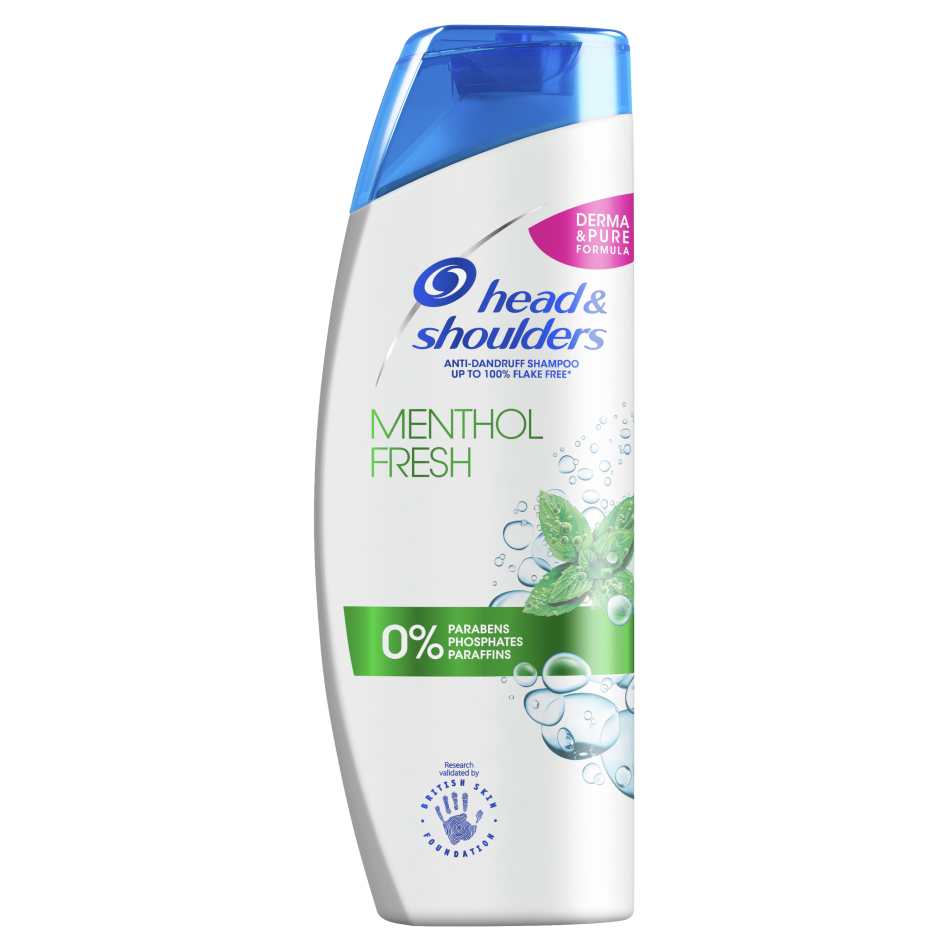 DERMA
&PURE
FORMULA
head&
shoulders
ANTI-DANDRUFF SHAMPOO
UP TO 100% FLAKE FREE*
MENTHOL
FRESH
0% PARABENS
PHOSPHATES
PARAFFINS
Research
validated by
BRITISH SKIN
FOUNDATION